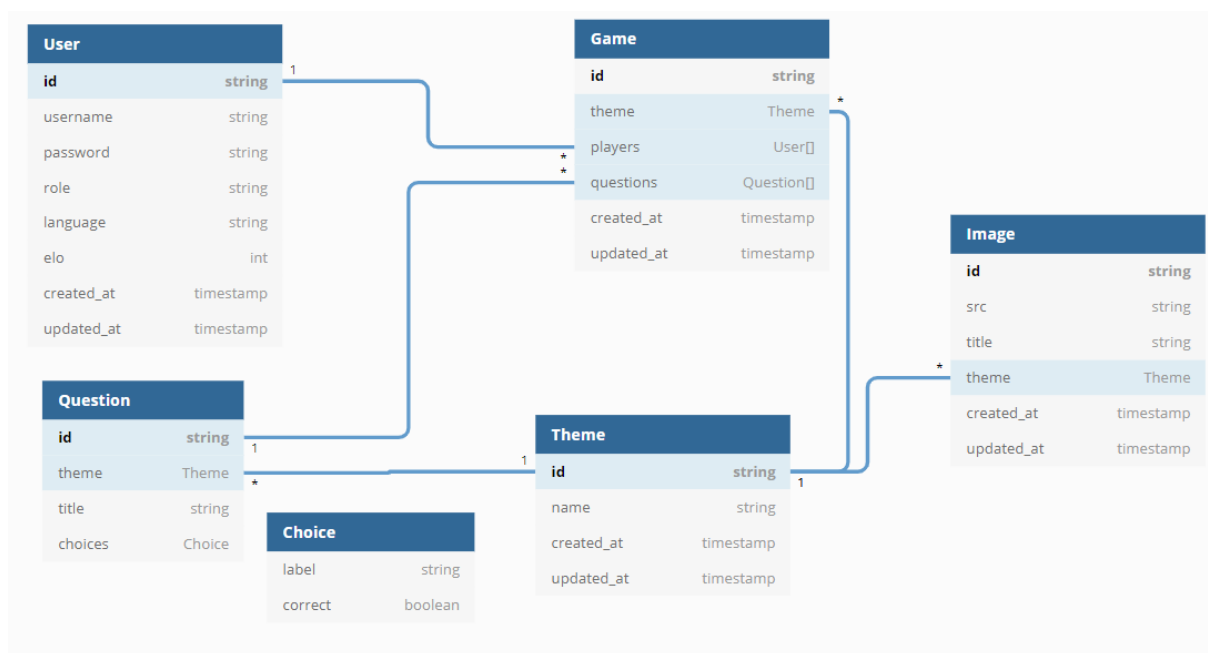 User
id string
username string
password string
role string
language string
elo int
created_at timestamp
updated_at timestamp
1
Game
id string
theme Theme
players User[]
questions Question[]
created_at timestamp
updated_at timestamp
*
*
*
Image
id string
src string
title string
theme Theme
created_at timestamp
updated_at timestamp
*
Question
id string
theme Theme
title string
choices Choice
1
*
Choice
label string
correct boolean
Theme
id string
name string
created_at timestamp
updated_at timestamp
1
1